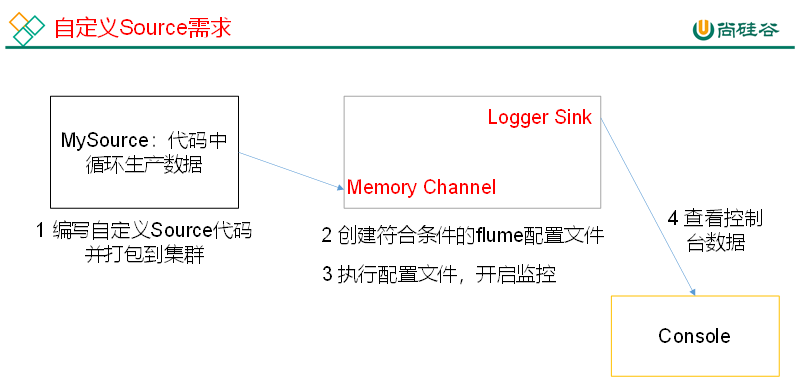 自定义Source需求
尚硅谷
MySource：代码中
循环生产数据
Logger Sink
Memory Channel
1 编写自定义Source代码
并打包到集群
2 创建符合条件的flume配置文件
3 执行配置文件，开启监控
4 查看控制
台数据
Console